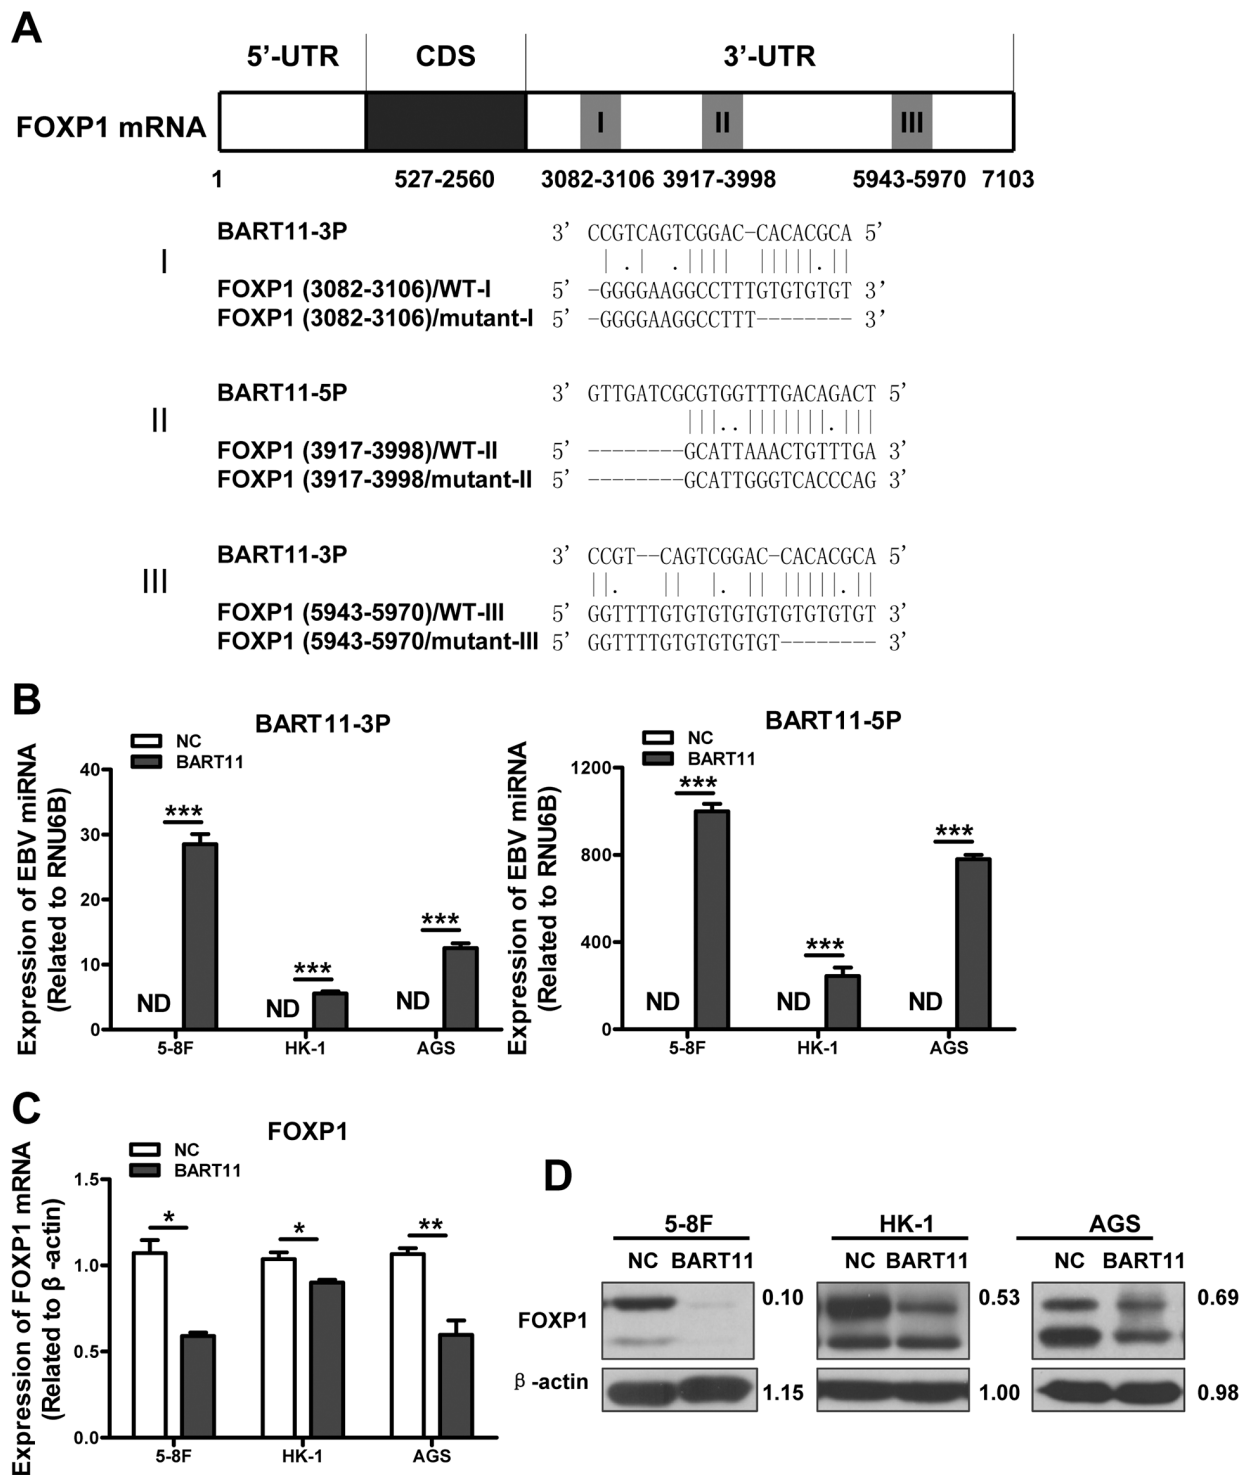 A
5'-UTR CDS 3'-UTR
FOXP1 mRNA I II III
1 527-2560 3082-3106 3917-3998 5943-5970 7103
BART11-3P 3' CCGTCAGTCGGAC-CACACGCA 5'
I
FOXP1 (3082-3106)/WT-I 5' -GGGGAAGGCCTTTGTGTGTGT 3'
FOXP1 (3082-3106)/mutant-I 5' -GGGGAAGGCCTTT-------- 3'
BART11-5P 3' GTTGATCGCGTGGTTTGACAGACT 5'
II
FOXP1 (3917-3998)/WT-II 5' --------GCATTAAACTGTTTGA 3'
FOXP1 (3917-3998/mutant-II 5' --------GCATTGGGTCACCCAG 3'
BART11-3P 3' CCGT--CAGTCGGAC-CACACGCA 5'
III
FOXP1 (5943-5970)/WT-III 5' GGTTTTGTGTGTGTGTGTGTGTGT 3'
FOXP1 (5943-5970/mutant-III 5' GGTTTTGTGTGTGTGT-------- 3'
B
BART11-3P
NC
BART11
Expression of EBV miRNA
(Related to RNU6B)
40
30
20
10
0
***
***
***
ND
ND
ND
5-8F HK-1 AGS
BART11-5P
NC
BART11
Expression of EBV miRNA
(Related to RNU6B)
1200
800
400
0
***
***
***
ND ND ND
5-8F HK-1 AGS
C
FOXP1
NC
BART11
Expression of FOXP1 mRNA
(Related to β -actin)
1.5
1.0
0.5
0.0
* * **
5-8F HK-1 AGS
D
5-8F HK-1 AGS
NC BART11 NC BART11 NC BART11
FOXP1 0.10 0.53 0.69
β -actin 1.15 1.00 0.98